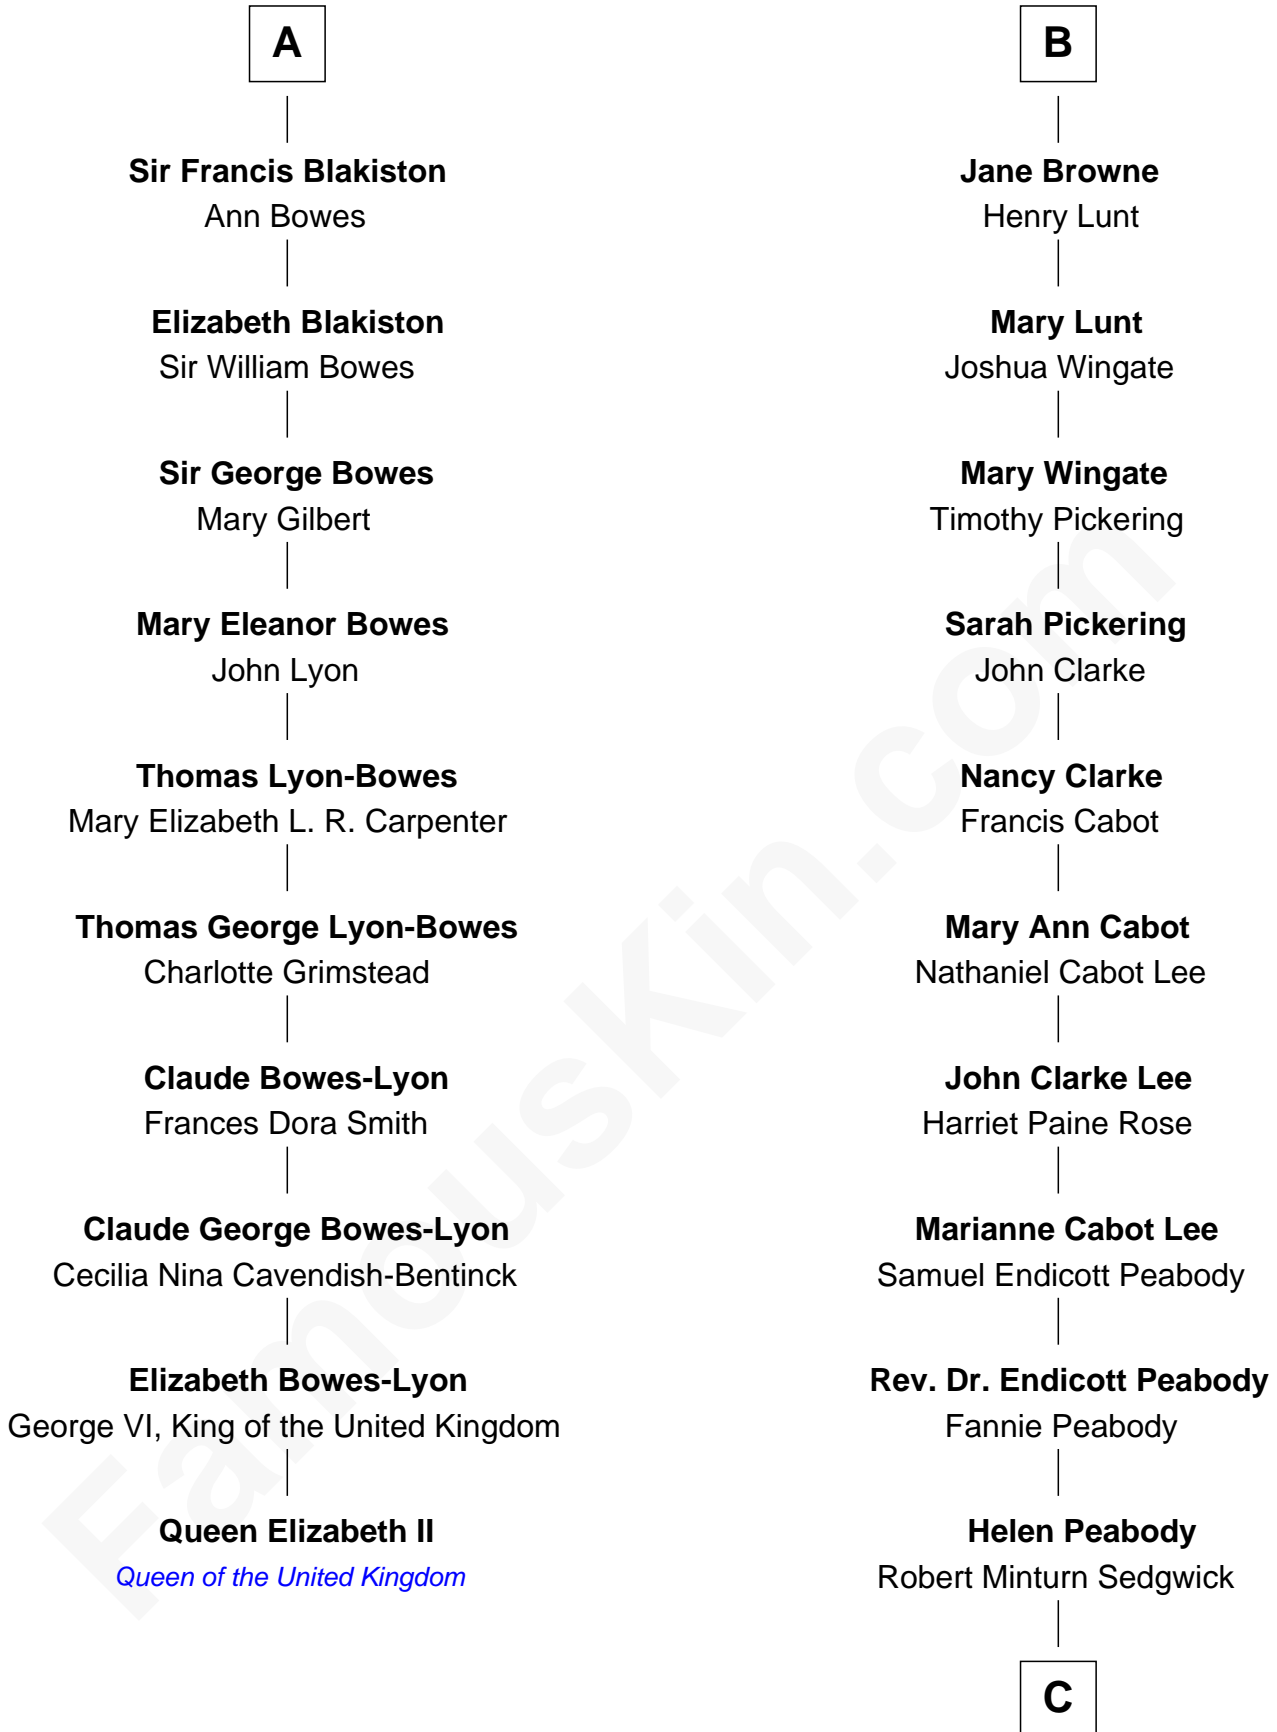 A
Sir Francis Blakiston
Ann Bowes
Elizabeth Blakiston
Sir William Bowes
Sir George Bowes
Mary Gilbert
Mary Eleanor Bowes
John Lyon
Thomas Lyon-Bowes
Mary Elizabeth L. R. Carpenter
Thomas George Lyon-Bowes
Charlotte Grimstead
Claude Bowes-Lyon
Frances Dora Smith
Claude George Bowes-Lyon
Cecilia Nina Cavendish-Bentinck
Elizabeth Bowes-Lyon
George VI, King of the United Kingdom
Queen Elizabeth II
Queen of the United Kingdom
B
Jane Browne
Henry Lunt
Mary Lunt
Joshua Wingate
Mary Wingate
Timothy Pickering
Sarah Pickering
John Clarke
Nancy Clarke
Francis Cabot
Mary Ann Cabot
Nathaniel Cabot Lee
John Clarke Lee
Harriet Paine Rose
Marianne Cabot Lee
Samuel Endicott Peabody
Rev. Dr. Endicott Peabody
Fannie Peabody
Helen Peabody
Robert Minturn Sedgwick
C
FamousKin.com